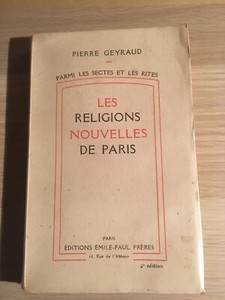 PIERRE GEYRAUD
PARMI LES SECTES ET LES RITES
LES
RELIGIONS
NOUVELLES
DE PARIS
PARIS
EDITIONS ÉMILE-PAUL FRÈRES
14, Rue de l'Abbaye
2e édition